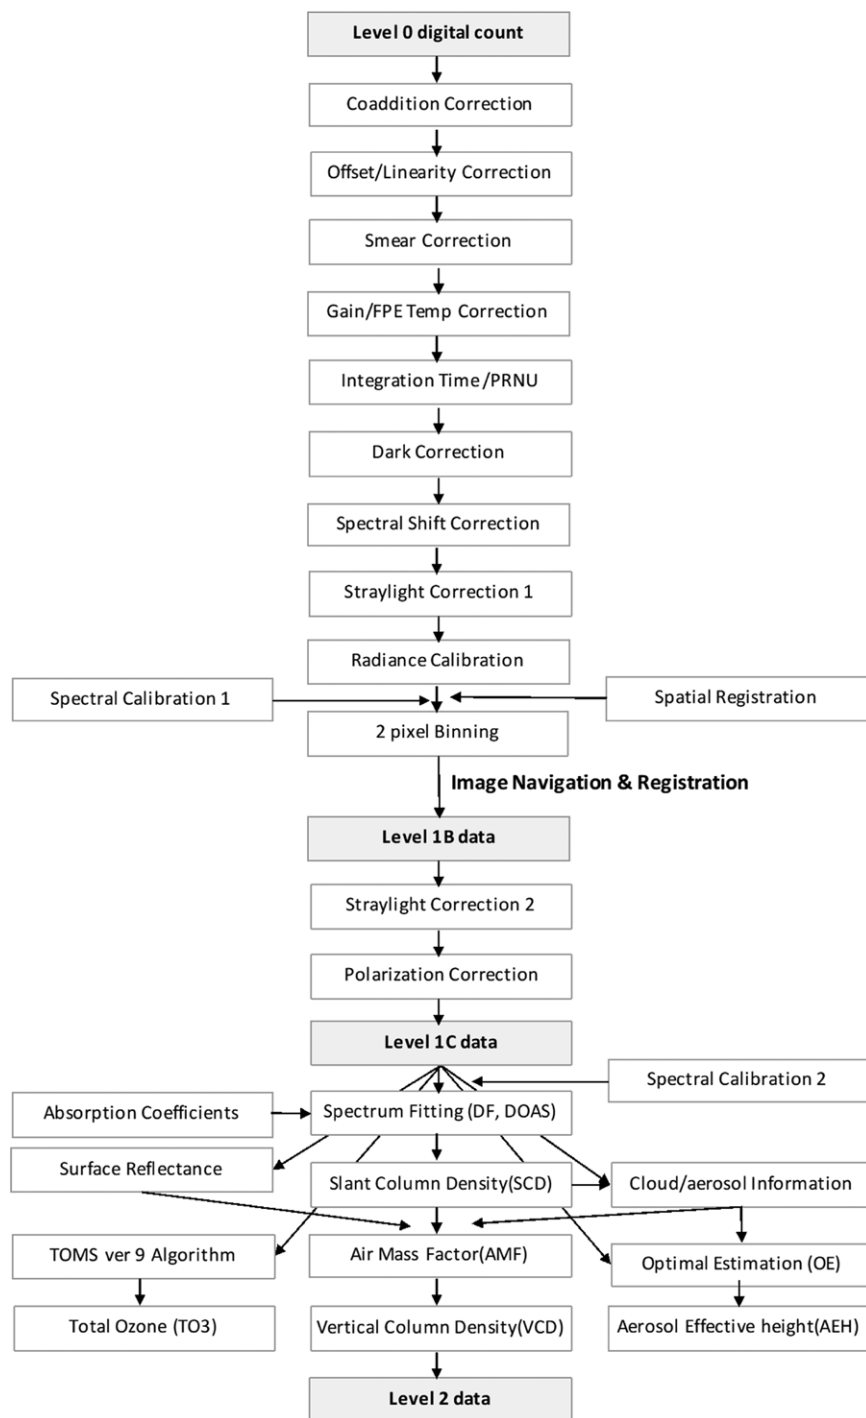 Level 0 digital count
Coaddition Correction
Offset/Linearity Correction
Smear Correction
Gain/FPE Temp Correction
Integration Time/PRNU
Dark Correction
Spectral Shift Correction
Straylight Correction 1
Radiance Calibration
Spectral Calibration 1
Spatial Registration
2 pixel Binning
Image Navigation & Registration
Level 1B data
Straylight Correction 2
Polarization Correction
Level 1C data
Spectral Calibration 2
Absorption Coefficients
Spectrum Fitting (DF, DOAS)
Surface Reflectance
Slant Column Density(SCD)
Cloud/aerosol Information
TOMS ver 9 Algorithm
Air Mass Factor(AMF)
Optimal Estimation (OE)
Total Ozone (TO3)
Vertical Column Density(VCD)
Aerosol Effective height(AEH)
Level 2 data